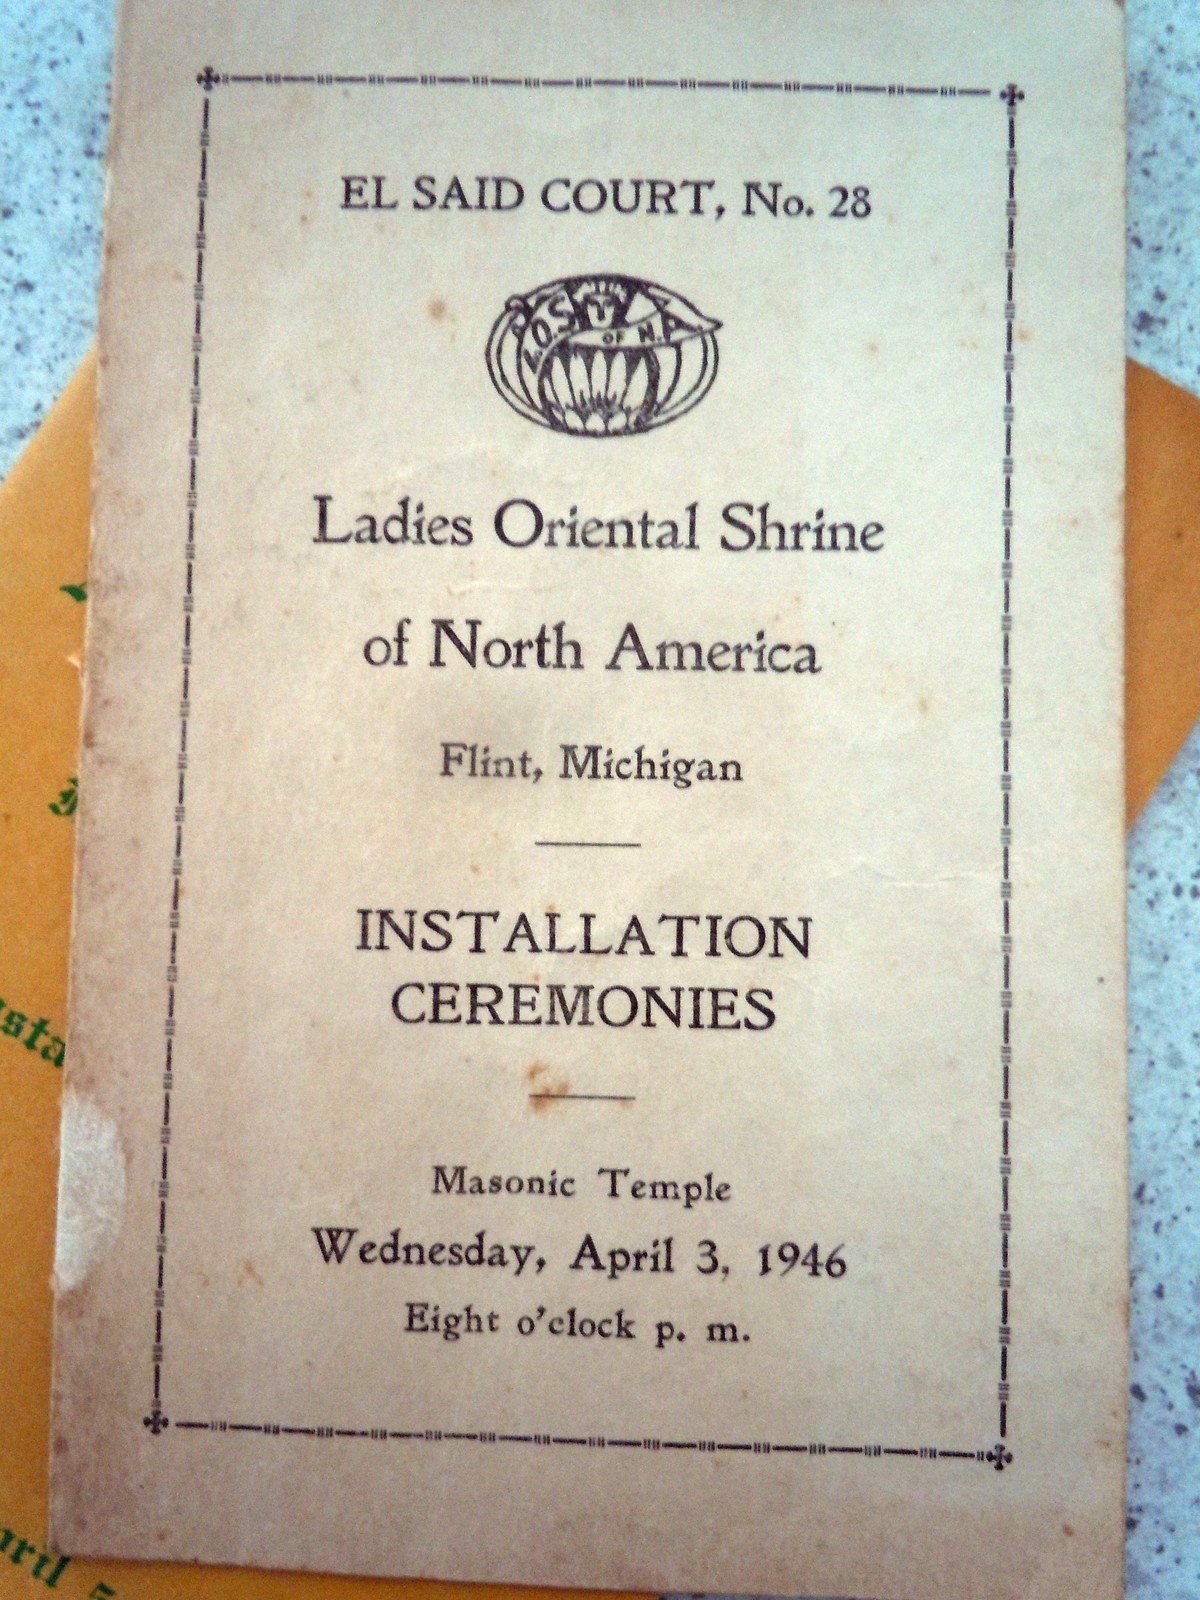 EL SAID COURT, No. 28
L.O.S. OF N.A.
Ladies Oriental Shrine
of North America
Flint, Michigan
INSTALLATION
CEREMONIES
Masonic Temple
Wednesday, April 3, 1946
Eight o'clock p. m.